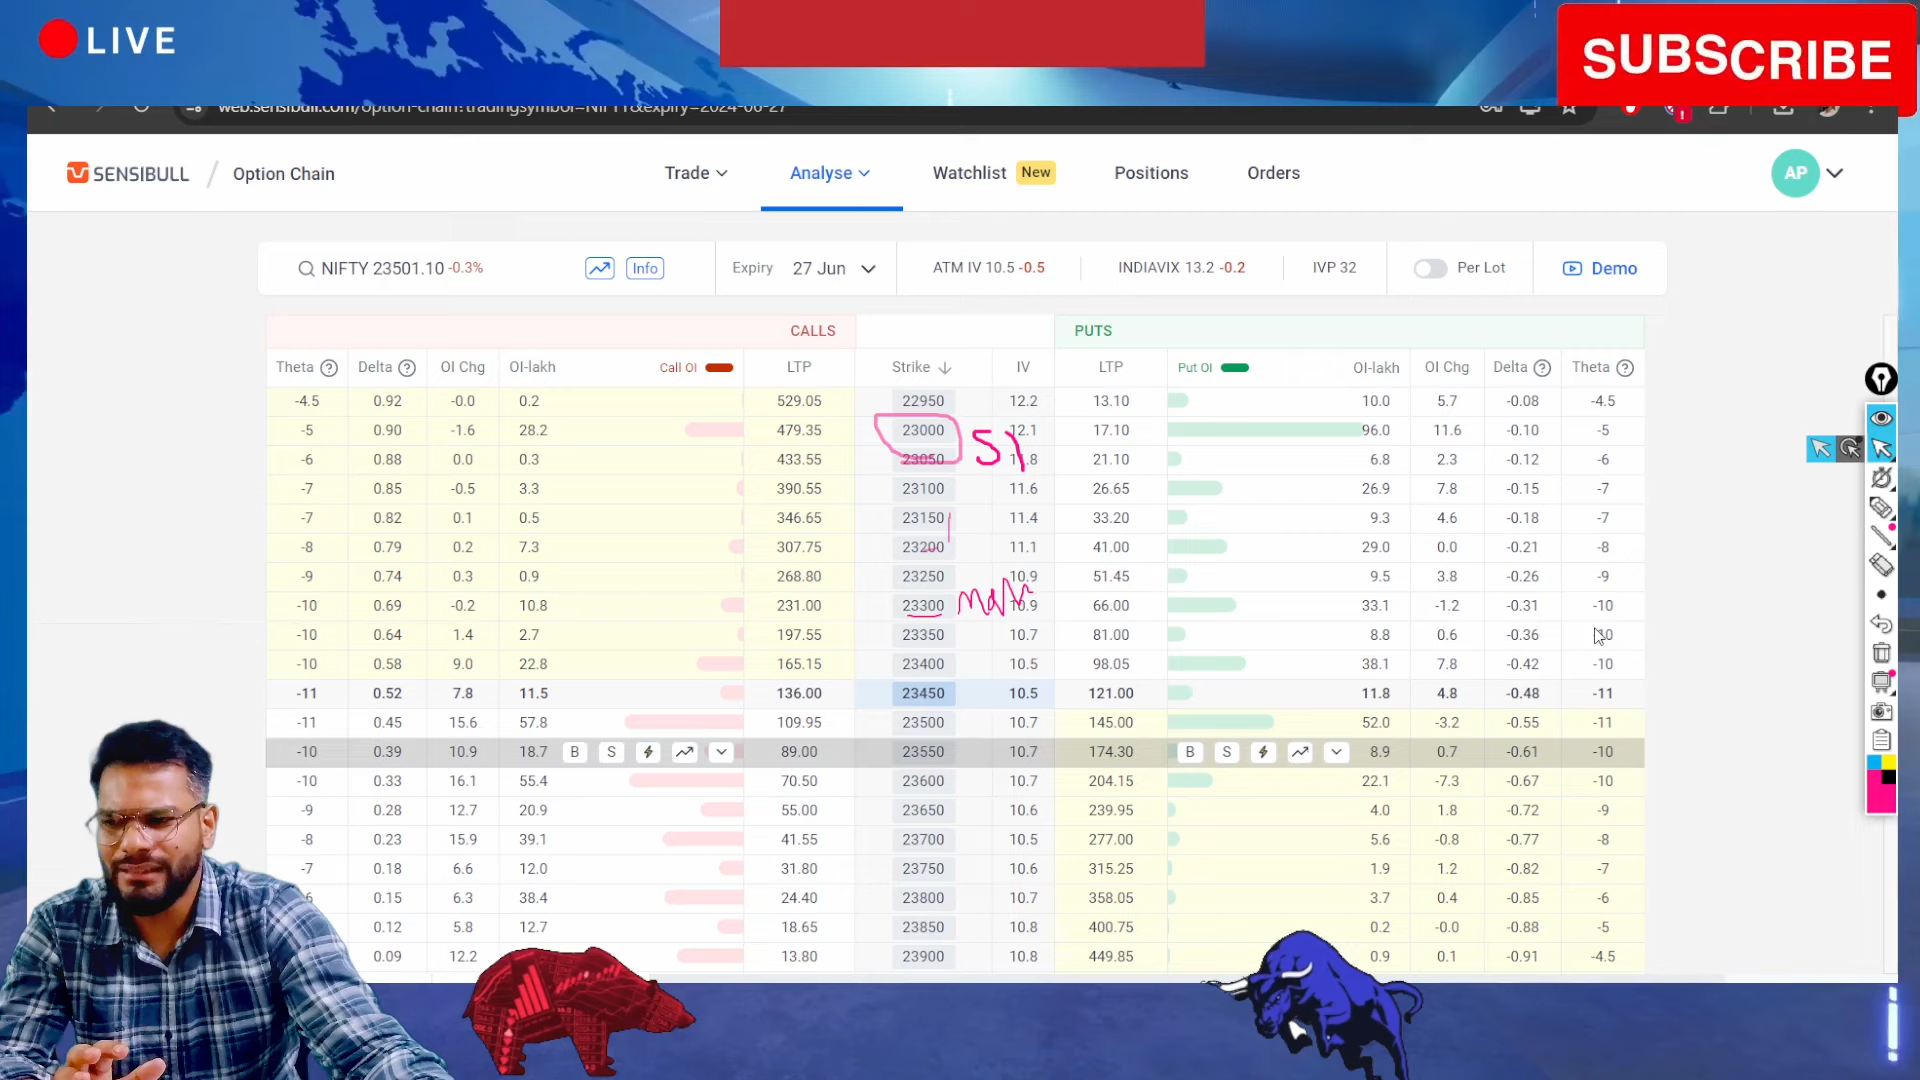 LIVE
SUBSCRIBE
web.sensibull.com/option-chain?tradingsymbol=NIFTY&expiry=2024-06-27
SENSIBULL / Option Chain Trade Analyse Watchlist New Positions Orders AP
NIFTY 23501.10 -0.3% Info Expiry 27 Jun ATM IV 10.5 -0.5 INDIAVIX 13.2 -0.2 IVP 32 Per Lot Demo
CALLS PUTS
Theta Delta OI Chg OI-lakh Call OI LTP Strike IV LTP Put OI OI-lakh OI Chg Delta Theta
-4.5 0.92 -0.0 0.2 529.05 22950 12.2 13.10 10.0 5.7 -0.08 -4.5
-5 0.90 -1.6 28.2 479.35 23000 12.1 17.10 96.0 11.6 -0.10 -5
S1
-6 0.88 0.0 0.3 433.55 23050 11.8 21.10 6.8 2.3 -0.12 -6
-7 0.85 -0.5 3.3 390.55 23100 11.6 26.65 26.9 7.8 -0.15 -7
-7 0.82 0.1 0.5 346.65 23150 11.4 33.20 9.3 4.6 -0.18 -7
-8 0.79 0.2 7.3 307.75 23200 11.1 41.00 29.0 0.0 -0.21 -8
-9 0.74 0.3 0.9 268.80 23250 10.9 51.45 9.5 3.8 -0.26 -9
-10 0.69 -0.2 10.8 231.00 23300 10.9 66.00 33.1 -1.2 -0.31 -10
-10 0.64 1.4 2.7 197.55 23350 10.7 81.00 8.8 0.6 -0.36
-10 0.58 9.0 22.8 165.15 23400 10.5 98.05 38.1 7.8 -0.42 -10
-11 0.52 7.8 11.5 136.00 23450 10.5 121.00 11.8 4.8 -0.48 -11
-11 0.45 15.6 57.8 109.95 23500 10.7 145.00 52.0 -3.2 -0.55 -11
-10 0.39 10.9 18.7 B S 89.00 23550 10.7 174.30 B S 8.9 0.7 -0.61 -10
-10 0.33 16.1 55.4 70.50 23600 10.7 204.15 22.1 -7.3 -0.67 -10
-9 0.28 12.7 20.9 55.00 23650 10.6 239.95 4.0 1.8 -0.72 -9
-8 0.23 15.9 39.1 41.55 23700 10.5 277.00 5.6 -0.8 -0.77 -8
-7 0.18 6.6 12.0 31.80 23750 10.6 315.25 1.9 1.2 -0.82 -7
0.15 6.3 38.4 24.40 23800 10.7 358.05 3.7 0.4 -0.85 -6
0.12 5.8 12.7 18.65 23850 10.8 400.75 0.2 -0.0 -0.88 -5
0.09 12.2 13.80 23900 10.8 449.85 0.9 0.1 -0.91 -4.5